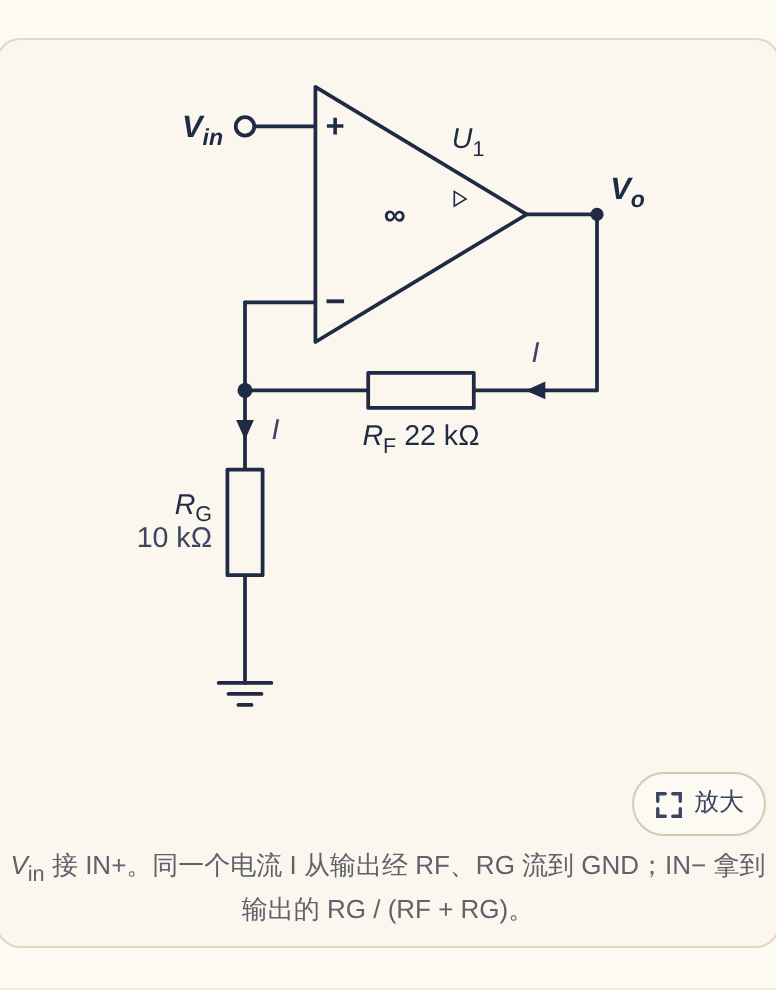 Vin
+
U1
Vo
∞
−
I
I
RF 22 kΩ
RG
10 kΩ
放大
Vin 接 IN+。同一个电流 I 从输出经 RF、RG 流到 GND；IN− 拿到
输出的 RG / (RF + RG)。